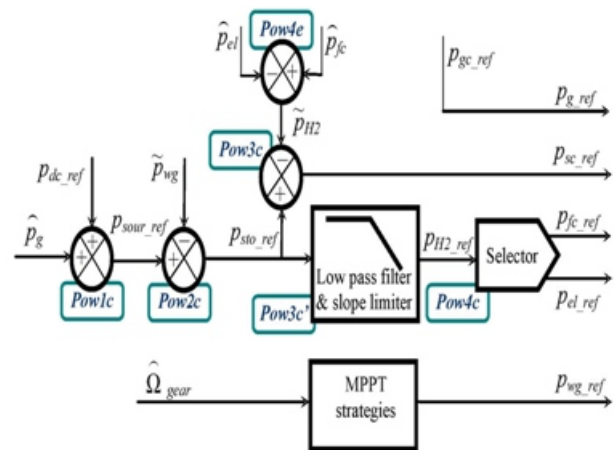 Pow4e
p̂el
p̂fc
− +
p̃H2
pgc_ref
pg_ref
Pow3c
−
+
psc_ref
pdc_ref
p̃wg
p̂g
+
+
psour_ref
−
+
psto_ref
Low pass filter
& slope limiter
pH2_ref
Selector
pfc_ref
pel_ref
Pow1c
Pow2c
Pow3c'
Pow4c
Ω̂ gear
MPPT
strategies
pwg_ref